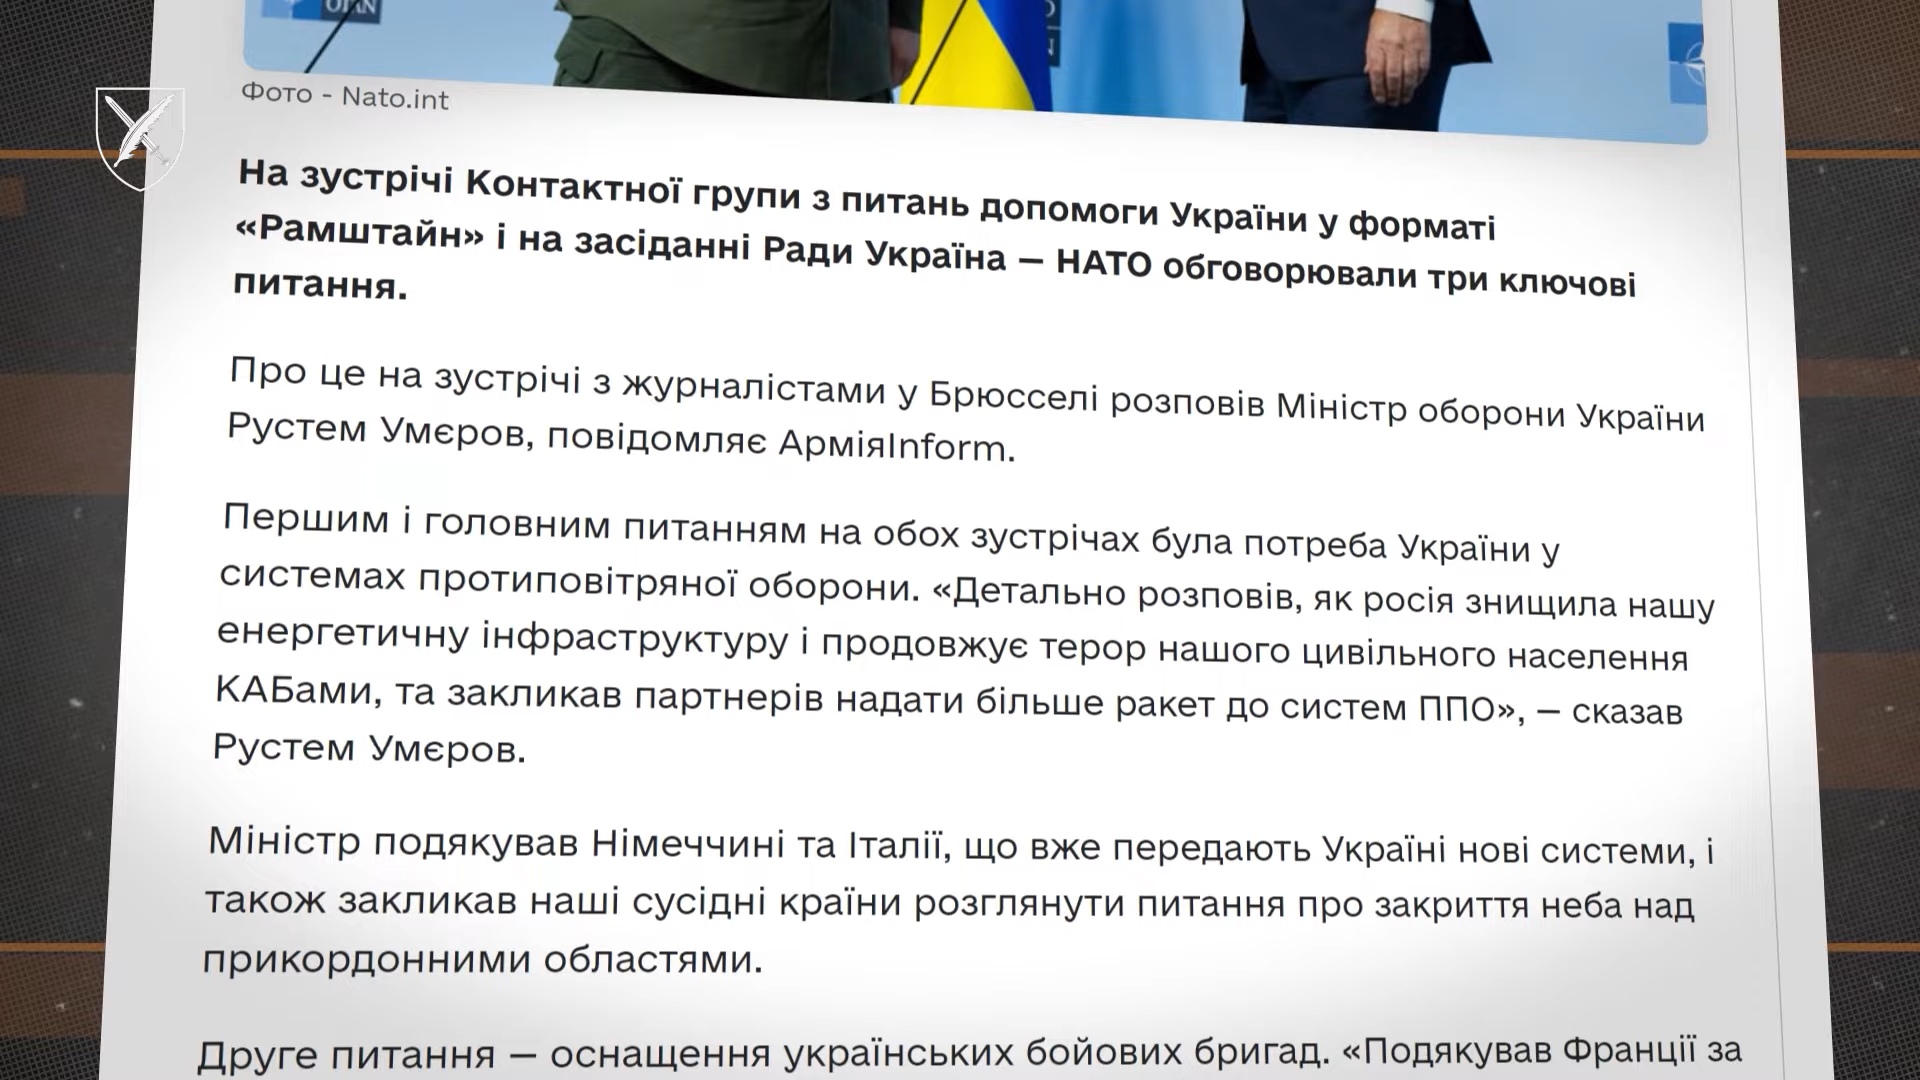 OTAN
Фото - Nato.int
На зустрічі Контактної групи з питань допомоги України у форматі
«Рамштайн» і на засіданні Ради Україна — НАТО обговорювали три ключові
питання.
Про це на зустрічі з журналістами у Брюсселі розповів Міністр оборони України
Рустем Умєров, повідомляє АрміяInform.
Першим і головним питанням на обох зустрічах була потреба України у
системах протиповітряної оборони. «Детально розповів, як росія знищила нашу
енергетичну інфраструктуру і продовжує терор нашого цивільного населення
КАБами, та закликав партнерів надати більше ракет до систем ППО», — сказав
Рустем Умєров.
Міністр подякував Німеччині та Італії, що вже передають Україні нові системи, і
також закликав наші сусідні країни розглянути питання про закриття неба над
прикордонними областями.
Друге питання — оснащення українських бойових бригад. «Подякував Франції за